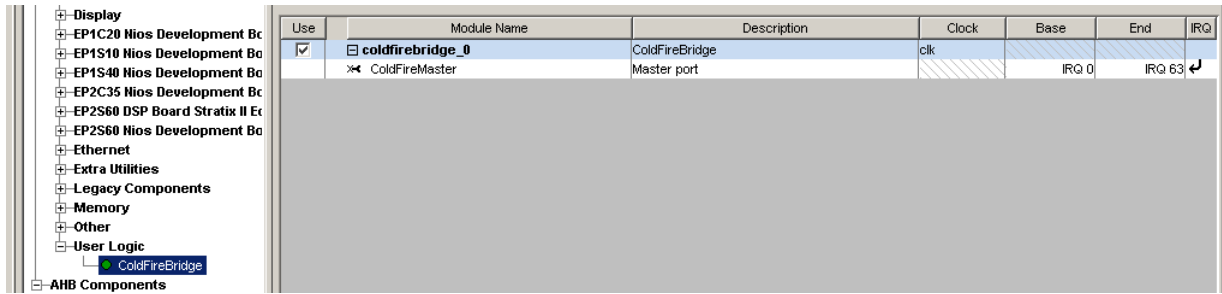 Display
EP1C20 Nios Development Bo
EP1S10 Nios Development Bo
EP1S40 Nios Development Bo
EP2C35 Nios Development Bo
EP2S60 DSP Board Stratix II Ec
EP2S60 Nios Development Bo
Ethernet
Extra Utilities
Legacy Components
Memory
Other
User Logic
ColdFireBridge
AHB Components
Use Module Name Description Clock Base End IRQ
coldfirebridge_0 ColdFireBridge clk
ColdFireMaster Master port IRQ 0 IRQ 63